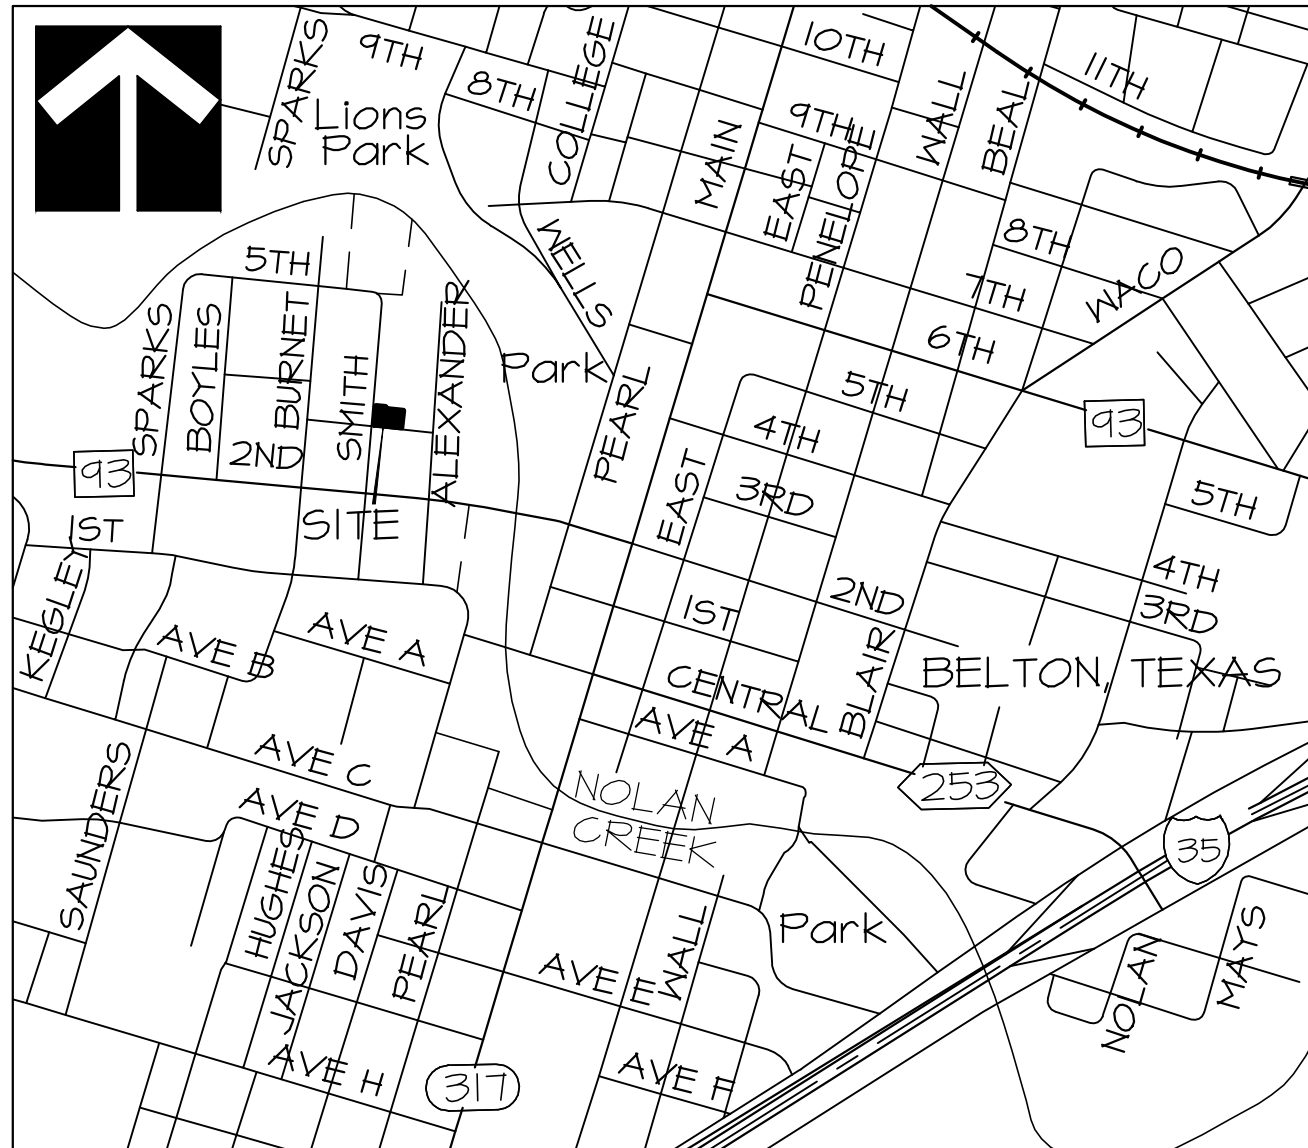 SPARKS
9TH
8TH
COLLEGE
10TH
WALL
BEAL
11TH
Lions
Park
MAIN
9TH
EAST
PENELOPE
WELLS
8TH
7TH
WACO
5TH
6TH
SPARKS
BOYLES
BURNET
SMITH
ALEXANDER
Park
PEARL
5TH
4TH
93
2ND
93
EAST
3RD
5TH
1ST
SITE
KEGLEY
4TH
3RD
2ND
1ST
AVE A
AVE B
BLAIR
BELTON, TEXAS
CENTRAL
AVE A
AVE C
253
NOLAN
CREEK
SAUNDERS
AVE D
35
HUGHES
JACKSON
DAVIS
PEARL
WALL
Park
AVE E
NOLAN
MAYS
AVE H
317
AVE F